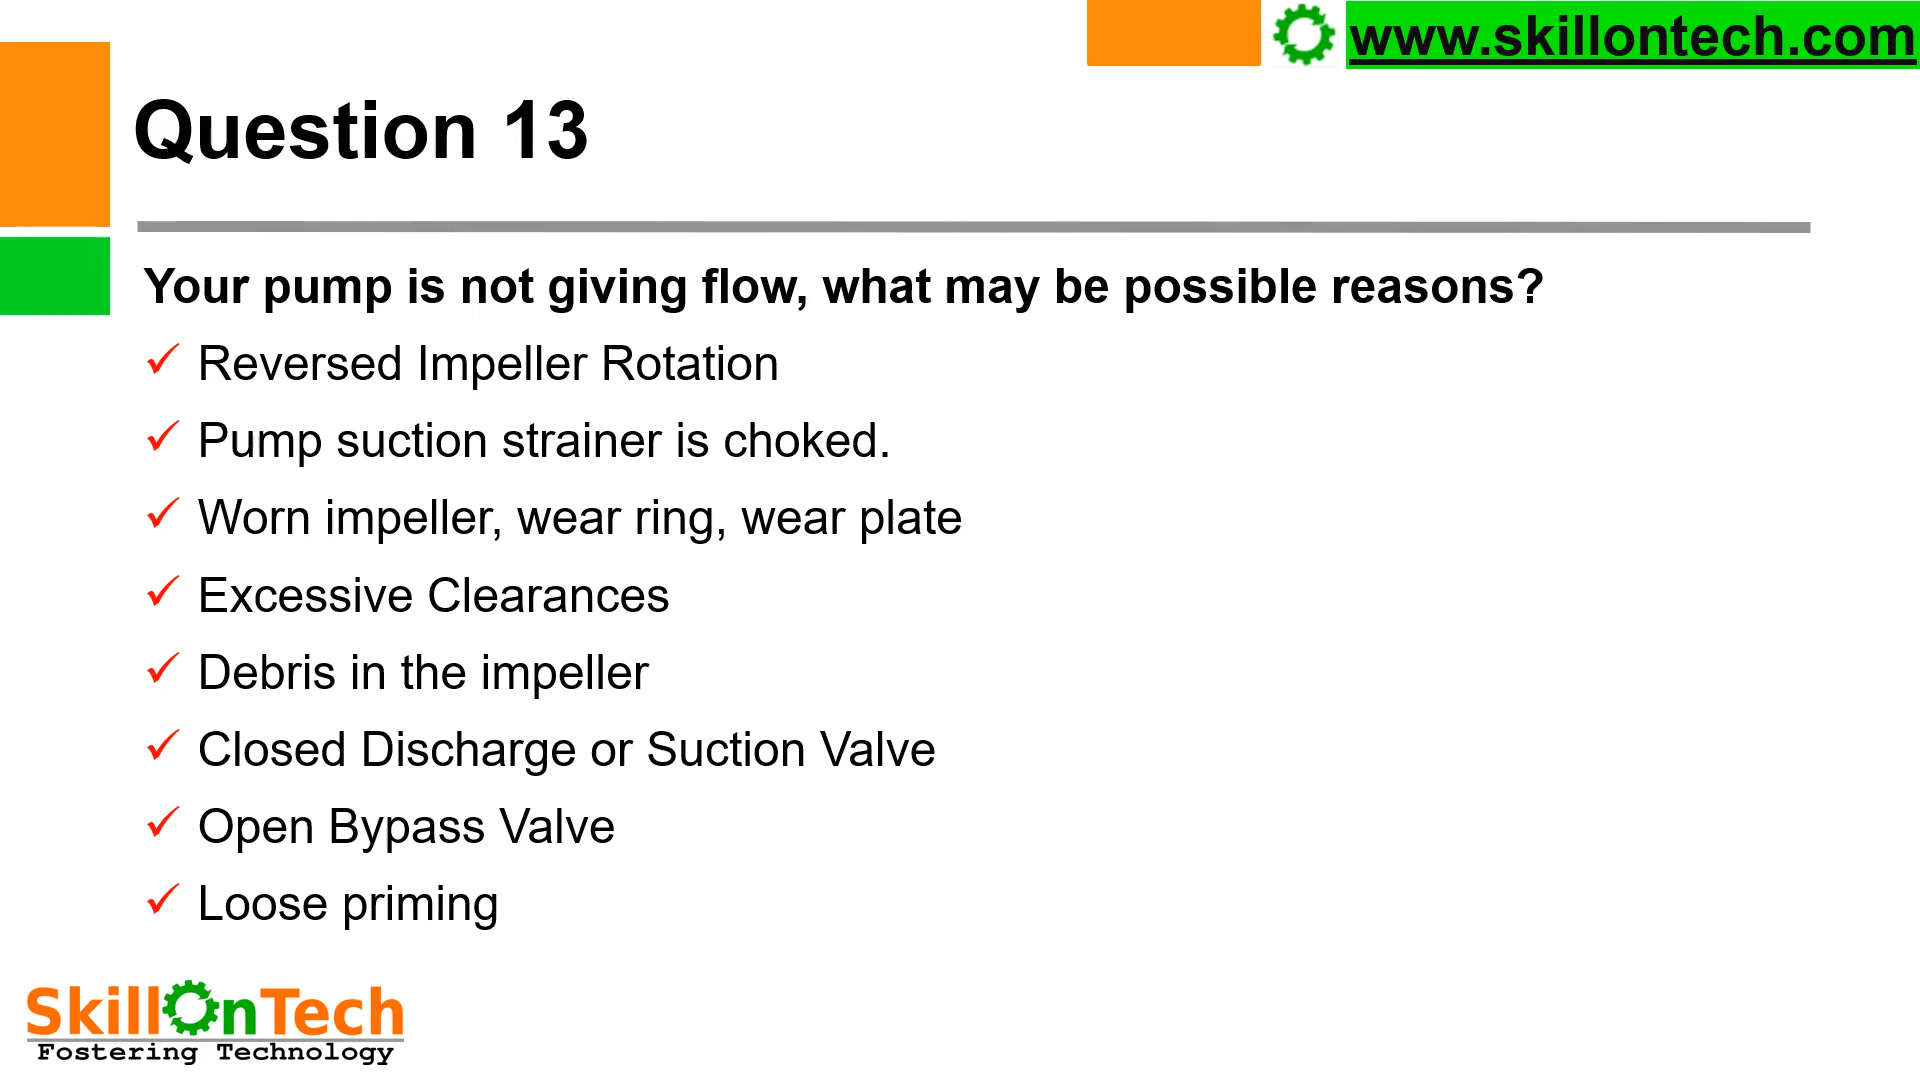 www.skillontech.com
Question 13
Your pump is not giving flow, what may be possible reasons?
✓ Reversed Impeller Rotation
✓ Pump suction strainer is choked.
✓ Worn impeller, wear ring, wear plate
✓ Excessive Clearances
✓ Debris in the impeller
✓ Closed Discharge or Suction Valve
✓ Open Bypass Valve
✓ Loose priming
SkillOnTech
Fostering Technology